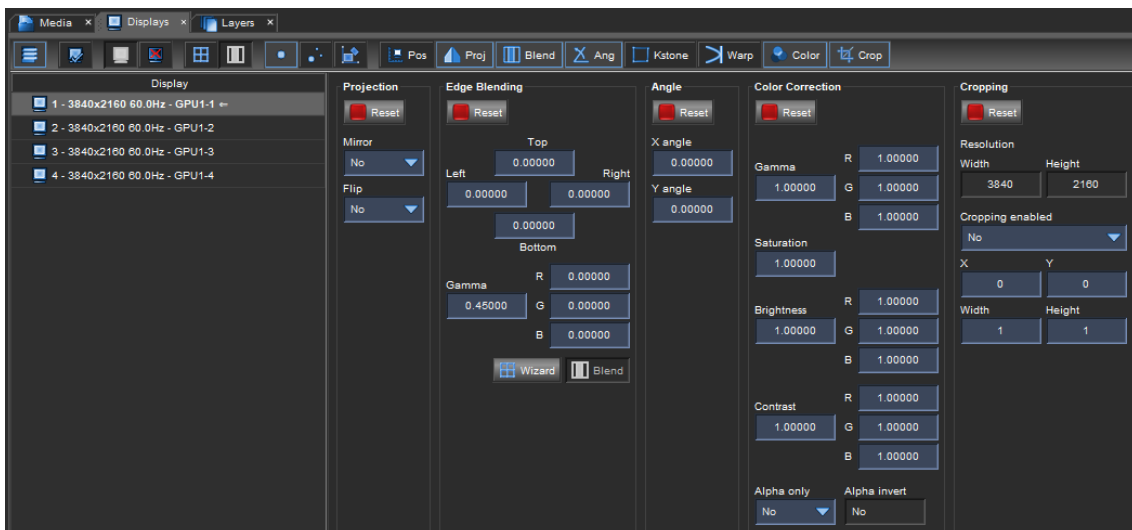 Media × Displays × Layers ×
Pos Proj Blend Ang Kstone Warp Color Crop
Display
1 - 3840x2160 60.0Hz - GPU1-1 ⇐
2 - 3840x2160 60.0Hz - GPU1-2
3 - 3840x2160 60.0Hz - GPU1-3
4 - 3840x2160 60.0Hz - GPU1-4
Projection
Reset
Mirror
No
Flip
No
Edge Blending
Reset
Top
0.00000
Left Right
0.00000 0.00000
0.00000
Bottom
R 0.00000
Gamma
0.45000 G 0.00000
B 0.00000
Wizard Blend
Angle
Reset
X angle
0.00000
Y angle
0.00000
Color Correction
Reset
R 1.00000
Gamma
1.00000 G 1.00000
B 1.00000
Saturation
1.00000
R 1.00000
Brightness
1.00000 G 1.00000
B 1.00000
R 1.00000
Contrast
1.00000 G 1.00000
B 1.00000
Alpha only Alpha invert
No No
Cropping
Reset
Resolution
Width Height
3840 2160
Cropping enabled
No
X Y
0 0
Width Height
1 1